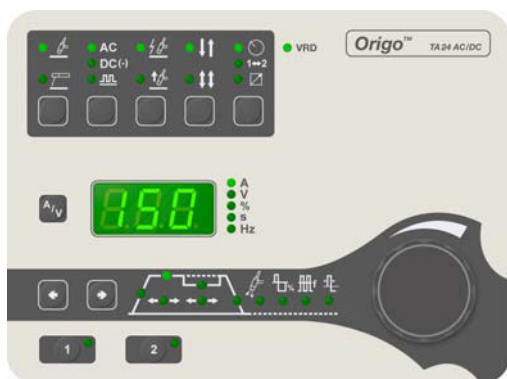 AC
DC(-)
1↔2
VRD
Origo™ TA24 AC/DC
A/V
150
A
V
%
s
Hz
%
f
1
2